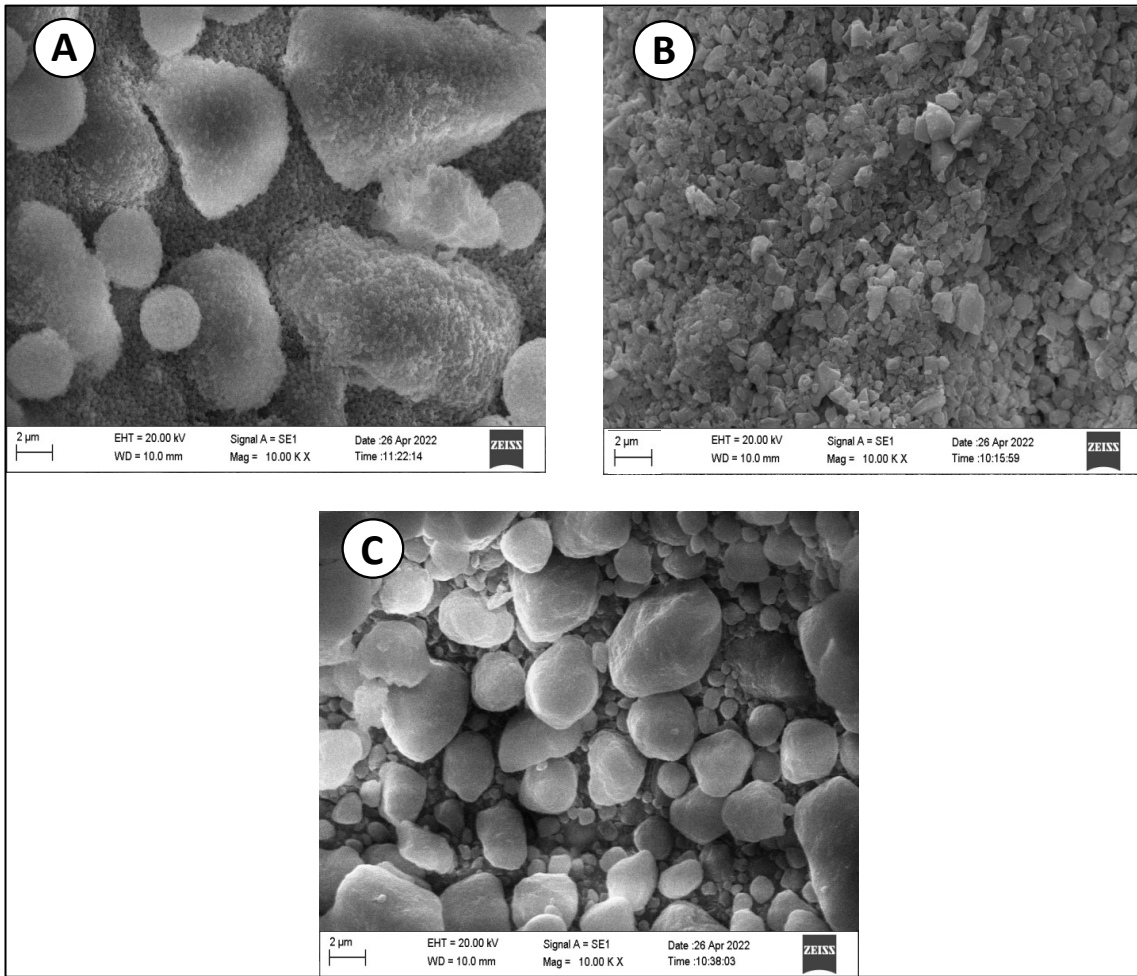 A
2 µm EHT = 20.00 kV Signal A = SE1 Date :26 Apr 2022 ZEISS
WD = 10.0 mm Mag = 10.00 K X Time :11:22:14
B
2 µm EHT = 20.00 kV Signal A = SE1 Date :26 Apr 2022 ZEISS
WD = 10.0 mm Mag = 10.00 K X Time :10:15:59
C
2 µm EHT = 20.00 kV Signal A = SE1 Date :26 Apr 2022 ZEISS
WD = 10.0 mm Mag = 10.00 K X Time :10:38:03